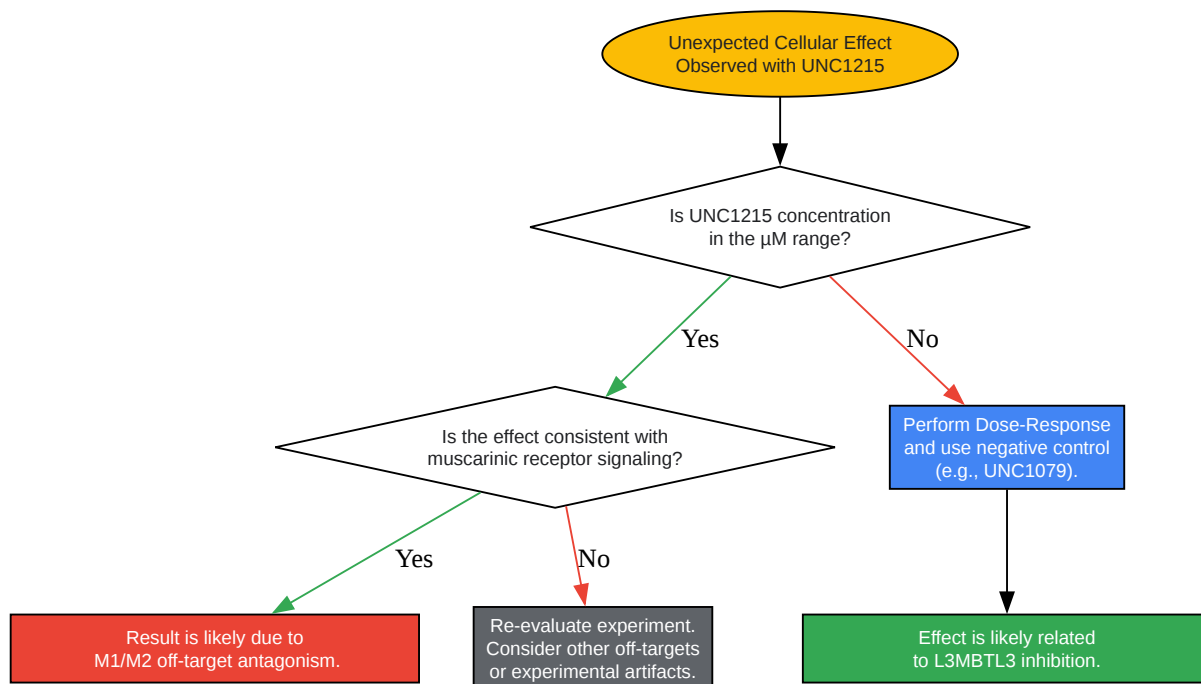 Unexpected Cellular Effect
Observed with UNC1215
Is UNC1215 concentration
in the µM range?
Yes
No
Is the effect consistent with
muscarinic receptor signaling?
Perform Dose-Response
and use negative control
(e.g., UNC1079).
Yes
No
Result is likely due to
M1/M2 off-target antagonism.
Re-evaluate experiment.
Consider other off-targets
or experimental artifacts.
Effect is likely related
to L3MBTL3 inhibition.